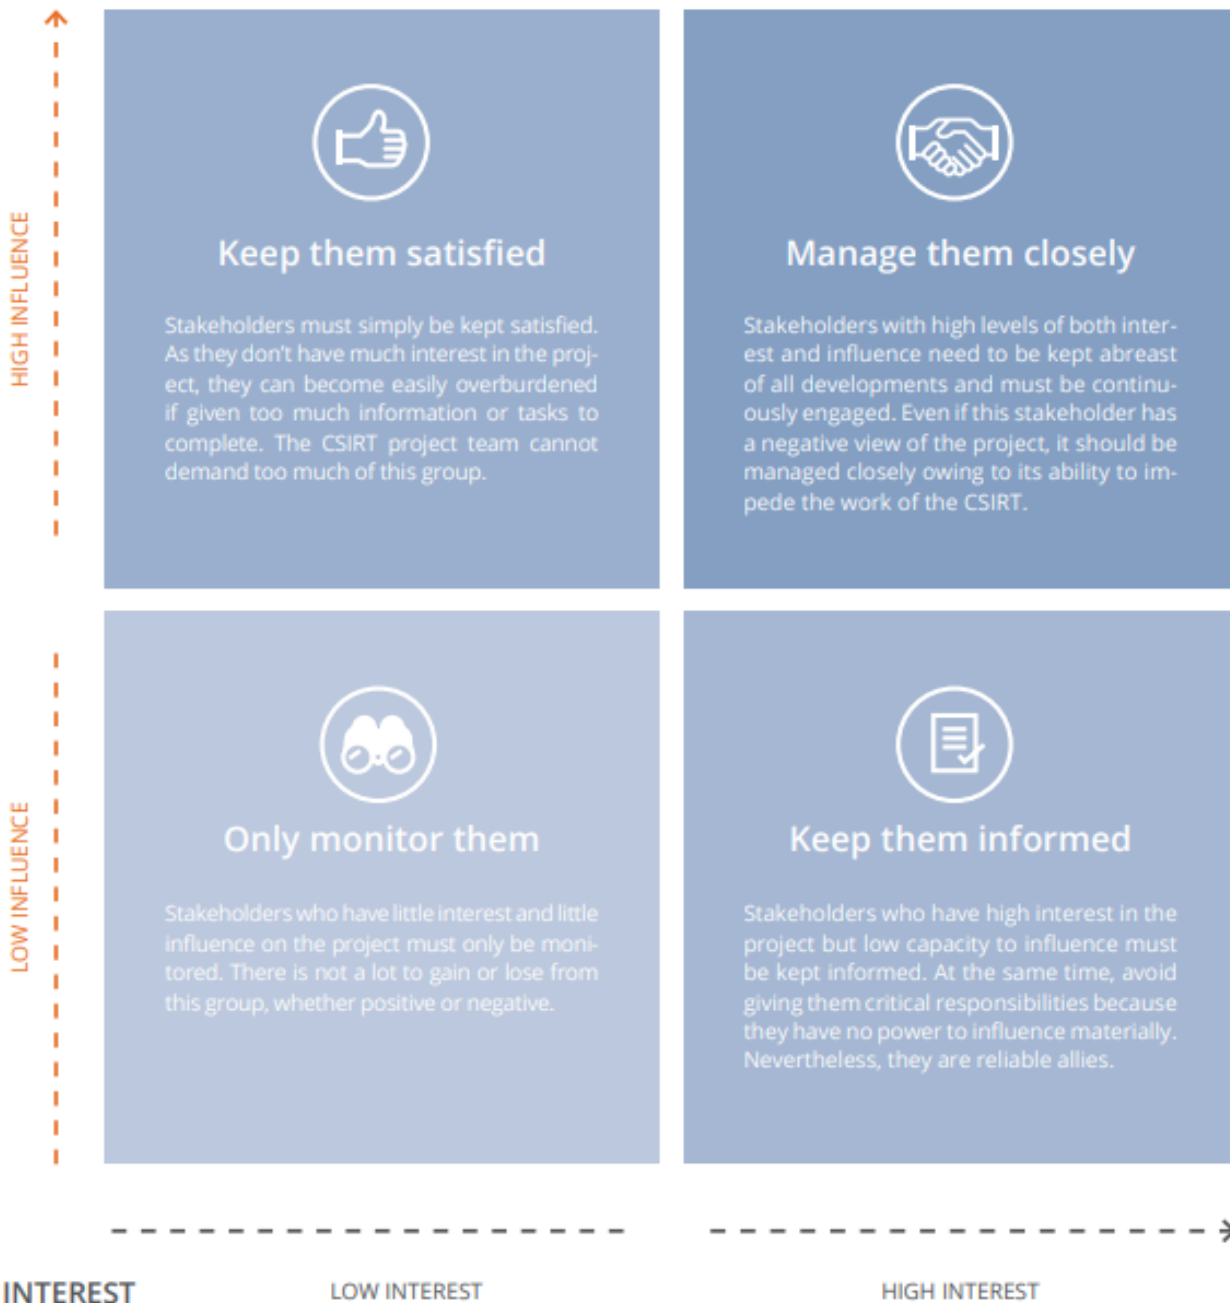 HIGH INFLUENCE
Keep them satisfied
Stakeholders must simply be kept satisfied.
As they don't have much interest in the proj-
ect, they can become easily overburdened
if given too much information or tasks to
complete. The CSIRT project team cannot
demand too much of this group.
Manage them closely
Stakeholders with high levels of both inter-
est and influence need to be kept abreast
of all developments and must be continu-
ously engaged. Even if this stakeholder has
a negative view of the project, it should be
managed closely owing to its ability to im-
pede the work of the CSIRT.
LOW INFLUENCE
Only monitor them
Stakeholders who have little interest and little
influence on the project must only be moni-
tored. There is not a lot to gain or lose from
this group, whether positive or negative.
Keep them informed
Stakeholders who have high interest in the
project but low capacity to influence must
be kept informed. At the same time, avoid
giving them critical responsibilities because
they have no power to influence materially.
Nevertheless, they are reliable allies.
INTEREST
LOW INTEREST
HIGH INTEREST